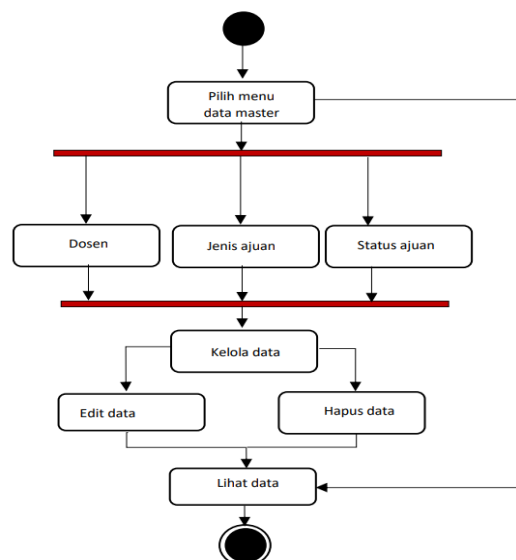 Pilih menu
data master
Dosen
Jenis ajuan
Status ajuan
Kelola data
Edit data
Hapus data
Lihat data